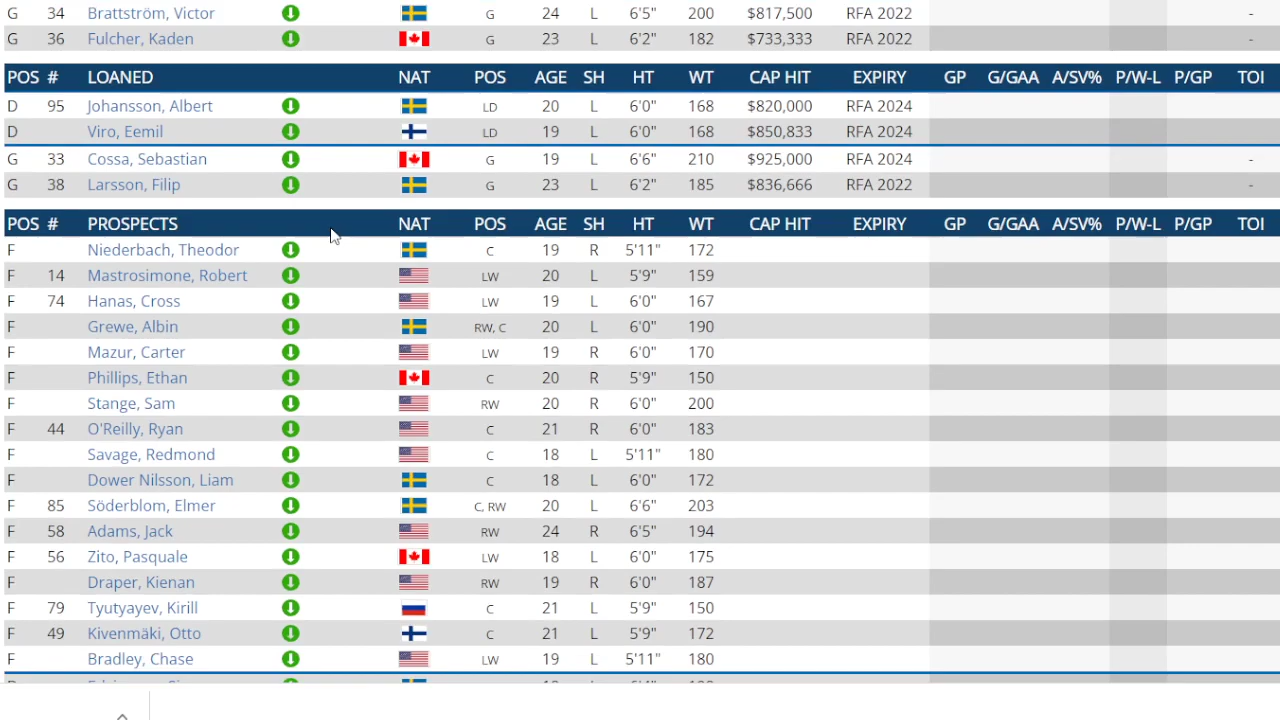 G 34 Brattström, Victor G 24 L 6'5" 200 $817,500 RFA 2022 -
G 36 Fulcher, Kaden G 23 L 6'2" 182 $733,333 RFA 2022 -
POS # LOANED NAT POS AGE SH HT WT CAP HIT EXPIRY GP G/GAA A/SV% P/W-L P/GP TOI
D 95 Johansson, Albert LD 20 L 6'0" 168 $820,000 RFA 2024
D Viro, Eemil LD 19 L 6'0" 168 $850,833 RFA 2024
G 33 Cossa, Sebastian G 19 L 6'6" 210 $925,000 RFA 2024 -
G 38 Larsson, Filip G 23 L 6'2" 185 $836,666 RFA 2022 -
POS # PROSPECTS NAT POS AGE SH HT WT CAP HIT EXPIRY GP G/GAA A/SV% P/W-L P/GP TOI
F Niederbach, Theodor C 19 R 5'11" 172
F 14 Mastrosimone, Robert LW 20 L 5'9" 159
F 74 Hanas, Cross LW 19 L 6'0" 167
F Grewe, Albin RW, C 20 L 6'0" 190
F Mazur, Carter LW 19 R 6'0" 170
F Phillips, Ethan C 20 R 5'9" 150
F Stange, Sam RW 20 R 6'0" 200
F 44 O'Reilly, Ryan C 21 R 6'0" 183
F Savage, Redmond C 18 L 5'11" 180
F Dower Nilsson, Liam C 18 L 6'0" 172
F 85 Söderblom, Elmer C, RW 20 L 6'6" 203
F 58 Adams, Jack RW 24 R 6'5" 194
F 56 Zito, Pasquale LW 18 L 6'0" 175
F Draper, Kienan RW 19 R 6'0" 187
F 79 Tyutyayev, Kirill C 21 L 5'9" 150
F 49 Kivenmäki, Otto C 21 L 5'9" 172
F Bradley, Chase LW 19 L 5'11" 180